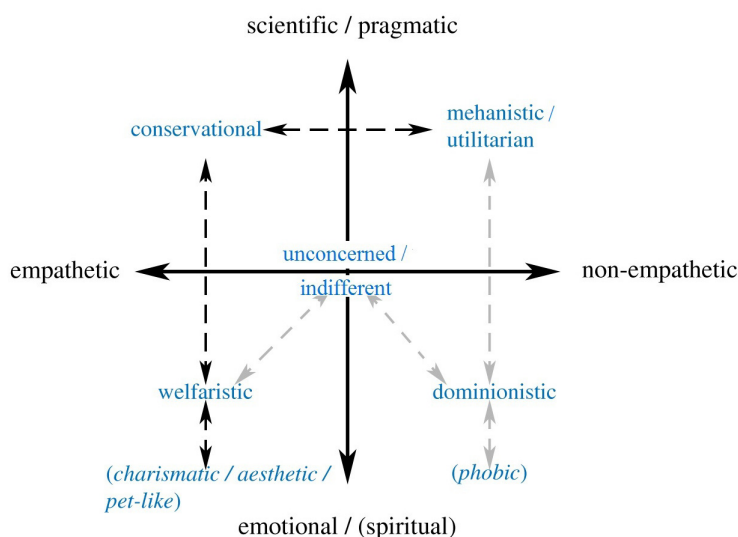 scientific / pragmatic
conservational
mehanistic /
utilitarian
unconcerned /
empathetic
non-empathetic
indifferent
welfaristic
dominionistic
(charismatic / aesthetic /
pet-like)
(phobic)
emotional / (spiritual)